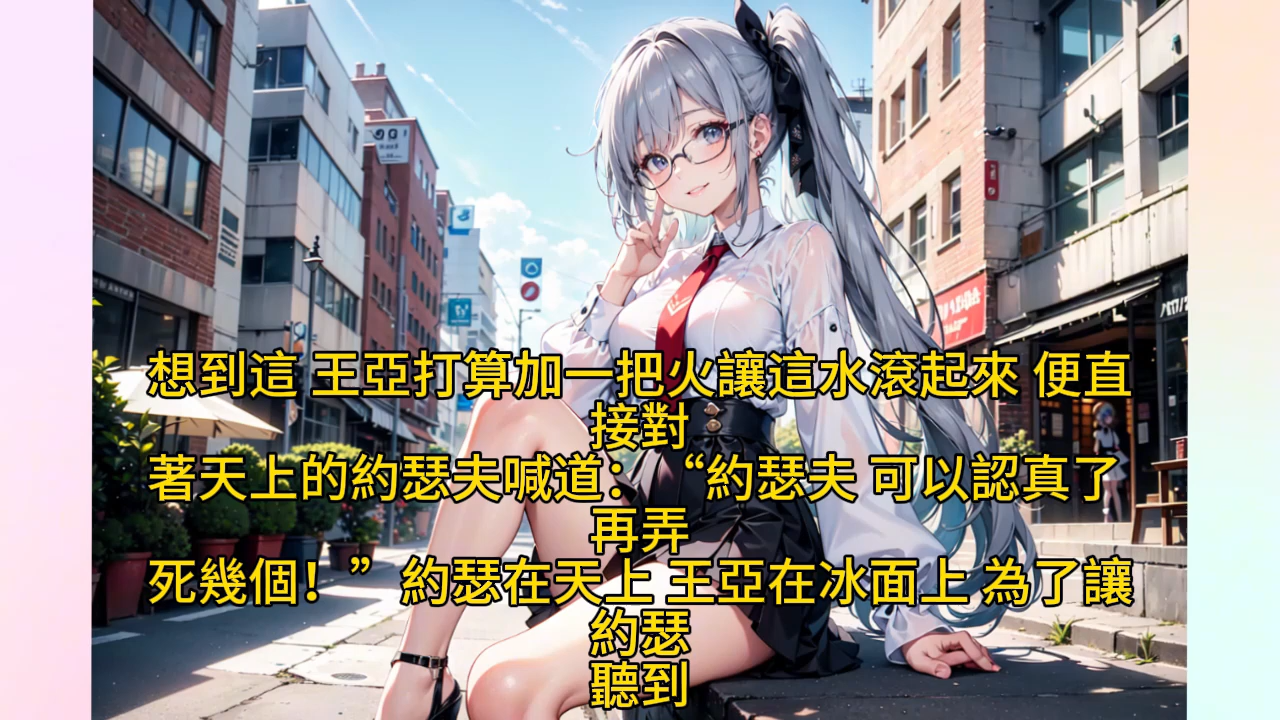 想到這 王亞打算加一把火讓這水滾起來 便直
接對
著天上的約瑟夫喊道：“約瑟夫 可以認真了
再弄
死幾個！”約瑟在天上 王亞在冰面上 為了讓
約瑟
聽到